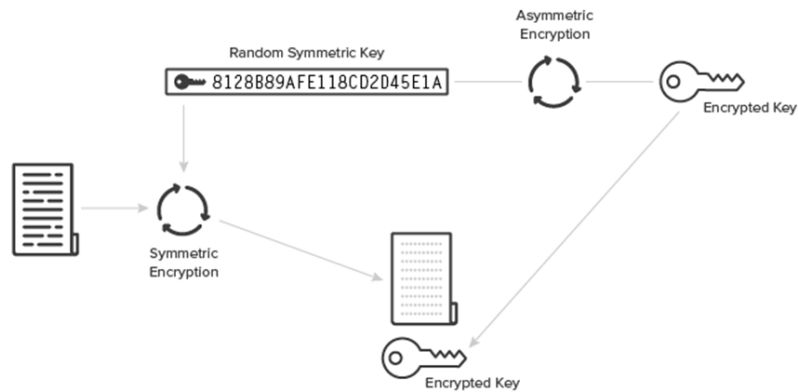 Asymmetric
Encryption
Random Symmetric Key
8128B89AFE118CD2D45E1A
Encrypted Key
Symmetric
Encryption
Encrypted Key